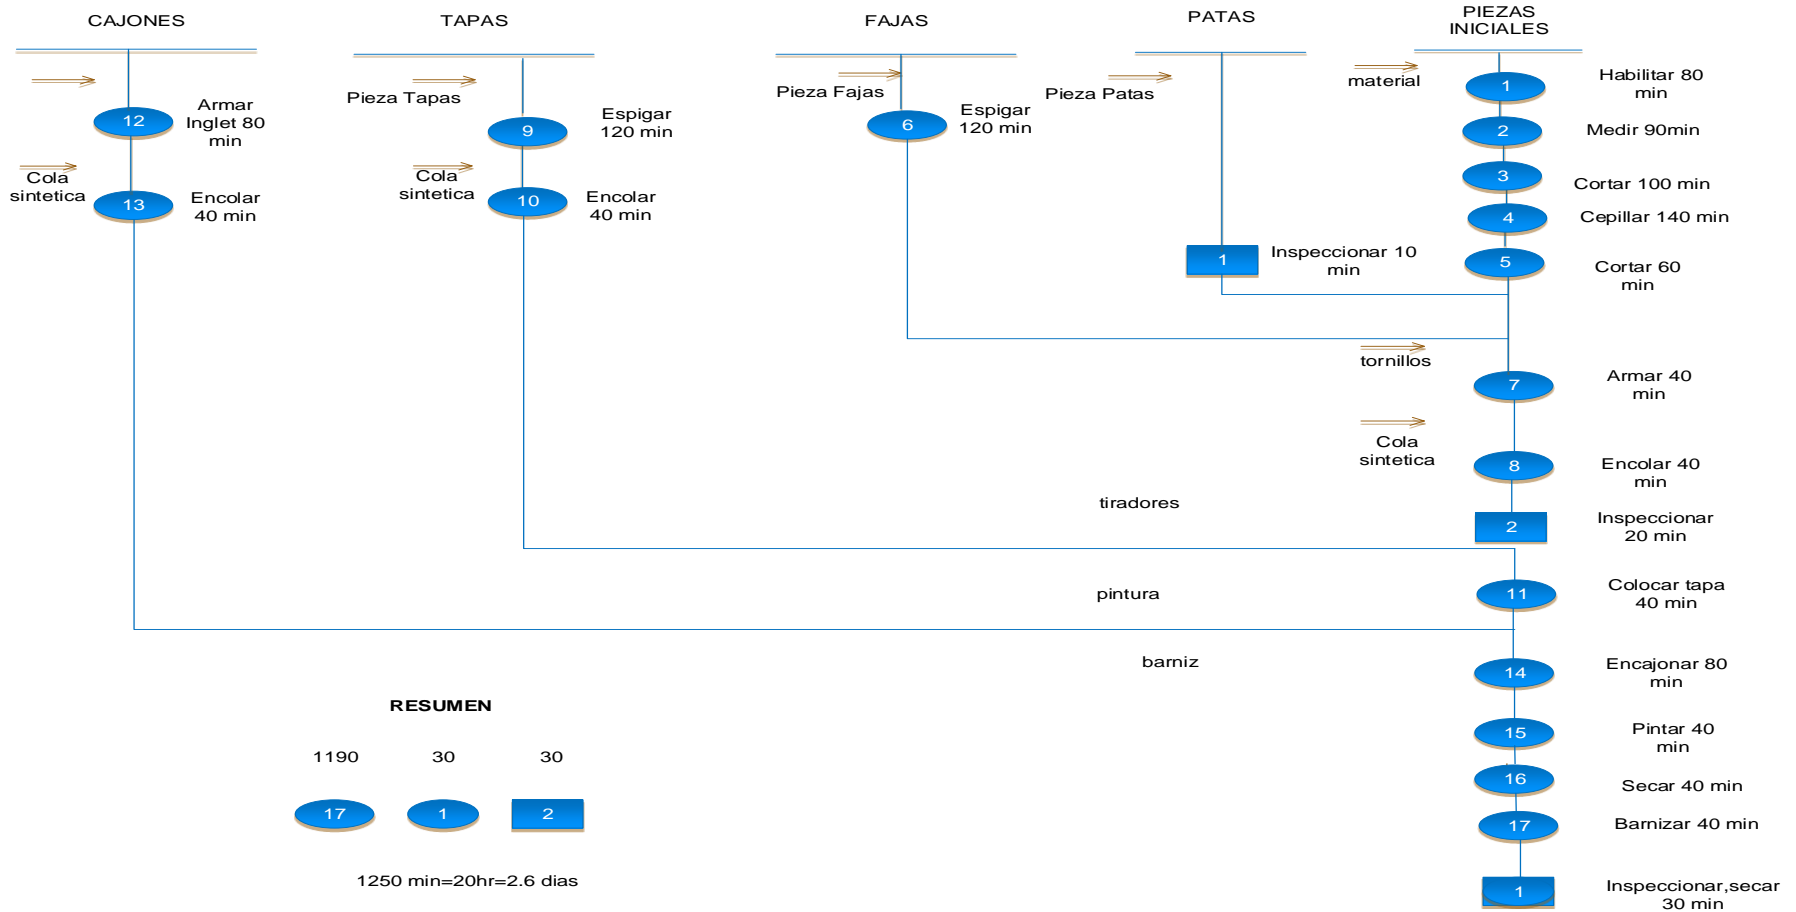 CAJONES
TAPAS
FAJAS
PATAS
PIEZAS
INICIALES
12
Armar
Inglet 80
min
Cola
sintetica
13
Encolar
40 min
Pieza Tapas
9
Espigar
120 min
Cola
sintetica
10
Encolar
40 min
Pieza Fajas
6
Espigar
120 min
Pieza Patas
1
Inspeccionar 10
min
material
1
Habilitar 80
min
2
Medir 90min
3
Cortar 100 min
4
Cepillar 140 min
5
Cortar 60
min
tornillos
7
Armar 40
min
Cola
sintetica
8
Encolar 40
min
tiradores
2
Inspeccionar
20 min
pintura
11
Colocar tapa
40 min
barniz
14
Encajonar 80
min
15
Pintar 40
min
16
Secar 40 min
17
Barnizar 40 min
1
Inspeccionar,secar
30 min
RESUMEN
1190 30 30
17 1 2
1250 min=20hr=2.6 dias